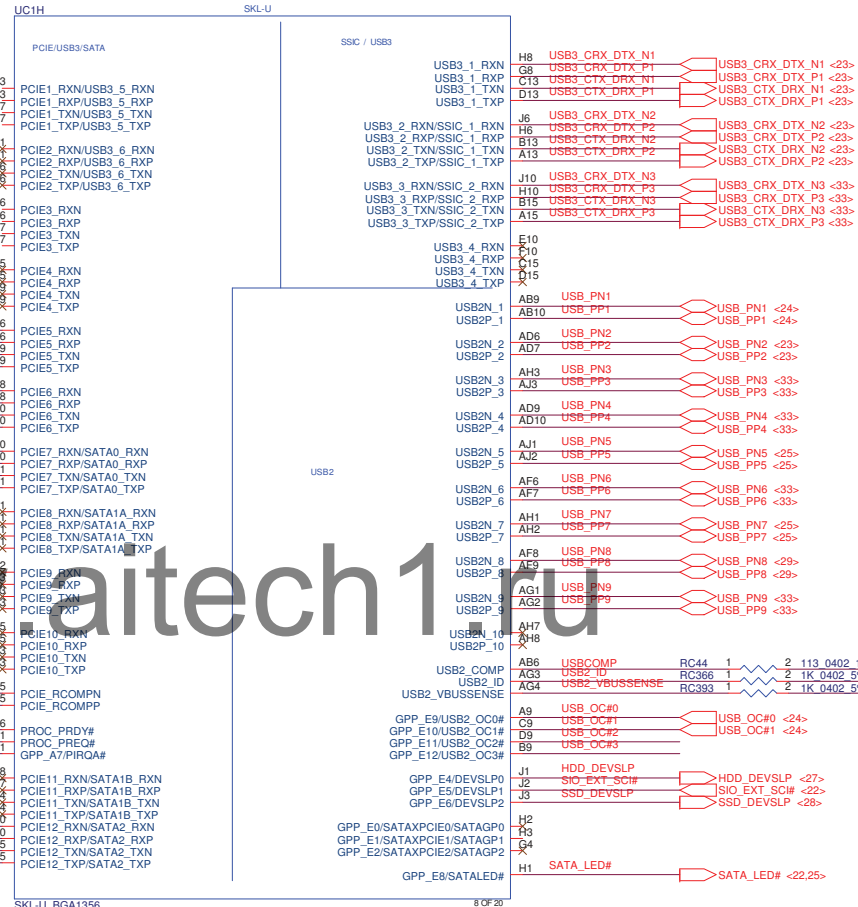 UC1H
SKL-U
PCIE/USB3/SATA
SSIC / USB3
USB2
PCIE1_RXN/USB3_5_RXN
PCIE1_RXP/USB3_5_RXP
PCIE1_TXN/USB3_5_TXN
PCIE1_TXP/USB3_5_TXP
PCIE2_RXN/USB3_6_RXN
PCIE2_RXP/USB3_6_RXP
PCIE2_TXN/USB3_6_TXN
PCIE2_TXP/USB3_6_TXP
PCIE3_RXN
PCIE3_RXP
PCIE3_TXN
PCIE3_TXP
PCIE4_RXN
PCIE4_RXP
PCIE4_TXN
PCIE4_TXP
PCIE5_RXN
PCIE5_RXP
PCIE5_TXN
PCIE5_TXP
PCIE6_RXN
PCIE6_RXP
PCIE6_TXN
PCIE6_TXP
PCIE7_RXN/SATA0_RXN
PCIE7_RXP/SATA0_RXP
PCIE7_TXN/SATA0_TXN
PCIE7_TXP/SATA0_TXP
PCIE8_RXN/SATA1A_RXN
PCIE8_RXP/SATA1A_RXP
PCIE8_TXN/SATA1A_TXN
PCIE8_TXP/SATA1A_TXP
PCIE9_RXN
PCIE9_RXP
PCIE9_TXN
PCIE9_TXP
PCIE10_RXN
PCIE10_RXP
PCIE10_TXN
PCIE10_TXP
PCIE_RCOMPN
PCIE_RCOMPP
PROC_PRDY#
PROC_PREQ#
GPP_A7/PIRQA#
PCIE11_RXN/SATA1B_RXN
PCIE11_RXP/SATA1B_RXP
PCIE11_TXN/SATA1B_TXN
PCIE11_TXP/SATA1B_TXP
PCIE12_RXN/SATA2_RXN
PCIE12_RXP/SATA2_RXP
PCIE12_TXN/SATA2_TXN
PCIE12_TXP/SATA2_TXP
USB3_1_RXN H8 USB3_CRX_DTX_N1 USB3_CRX_DTX_N1 <23>
USB3_1_RXP G8 USB3_CRX_DTX_P1 USB3_CRX_DTX_P1 <23>
USB3_1_TXN C13 USB3_CTX_DRX_N1 USB3_CTX_DRX_N1 <23>
USB3_1_TXP D13 USB3_CTX_DRX_P1 USB3_CTX_DRX_P1 <23>
USB3_2_RXN/SSIC_1_RXN J6 USB3_CRX_DTX_N2 USB3_CRX_DTX_N2 <23>
USB3_2_RXP/SSIC_1_RXP H6 USB3_CRX_DTX_P2 USB3_CRX_DTX_P2 <23>
USB3_2_TXN/SSIC_1_TXN B13 USB3_CTX_DRX_N2 USB3_CTX_DRX_N2 <23>
USB3_2_TXP/SSIC_1_TXP A13 USB3_CTX_DRX_P2 USB3_CTX_DRX_P2 <23>
USB3_3_RXN/SSIC_2_RXN J10 USB3_CRX_DTX_N3 USB3_CRX_DTX_N3 <33>
USB3_3_RXP/SSIC_2_RXP H10 USB3_CRX_DTX_P3 USB3_CRX_DTX_P3 <33>
USB3_3_TXN/SSIC_2_TXN B15 USB3_CTX_DRX_N3 USB3_CTX_DRX_N3 <33>
USB3_3_TXP/SSIC_2_TXP A15 USB3_CTX_DRX_P3 USB3_CTX_DRX_P3 <33>
USB3_4_RXN E10
USB3_4_RXP F10
USB3_4_TXN C15
USB3_4_TXP D15
USB2N_1 AB9 USB_PN1 USB_PN1 <24>
USB2P_1 AB10 USB_PP1 USB_PP1 <24>
USB2N_2 AD6 USB_PN2 USB_PN2 <23>
USB2P_2 AD7 USB_PP2 USB_PP2 <23>
USB2N_3 AH3 USB_PN3 USB_PN3 <33>
USB2P_3 AJ3 USB_PP3 USB_PP3 <33>
USB2N_4 AD9 USB_PN4 USB_PN4 <33>
USB2P_4 AD10 USB_PP4 USB_PP4 <33>
USB2N_5 AJ1 USB_PN5 USB_PN5 <25>
USB2P_5 AJ2 USB_PP5 USB_PP5 <25>
USB2N_6 AF6 USB_PN6 USB_PN6 <33>
USB2P_6 AF7 USB_PP6 USB_PP6 <33>
USB2N_7 AH1 USB_PN7 USB_PN7 <25>
USB2P_7 AH2 USB_PP7 USB_PP7 <25>
USB2N_8 AF8 USB_PN8 USB_PN8 <29>
USB2P_8 AF9 USB_PP8 USB_PP8 <29>
USB2N_9 AG1 USB_PN9 USB_PN9 <33>
USB2P_9 AG2 USB_PP9 USB_PP9 <33>
USB2N_10 AH7
USB2P_10 AH8
USB2_COMP AB6 USBCOMP RC44 1 2 113_0402_
USB2_ID AG3 USB2_ID RC366 1 2 1K_0402_5
USB2_VBUSSENSE AG4 USB2_VBUSSENSE RC393 1 2 1K_0402_5
GPP_E9/USB2_OC0# A9 USB_OC#0 USB_OC#0 <24>
GPP_E10/USB2_OC1# C9 USB_OC#1 USB_OC#1 <24>
GPP_E11/USB2_OC2# D9 USB_OC#2
GPP_E12/USB2_OC3# B9 USB_OC#3
GPP_E4/DEVSLP0 J1 HDD_DEVSLP HDD_DEVSLP <27>
GPP_E5/DEVSLP1 J2 SIO_EXT_SCI# SIO_EXT_SCI# <22>
GPP_E6/DEVSLP2 J3 SSD_DEVSLP SSD_DEVSLP <28>
GPP_E0/SATAXPCIE0/SATAGP0 H2
GPP_E1/SATAXPCIE1/SATAGP1 H3
GPP_E2/SATAXPCIE2/SATAGP2 G4
GPP_E8/SATALED# H1 SATA_LED# SATA_LED# <22,25>
.aitech1.ru
SKL-U_BGA1356
8 OF 20